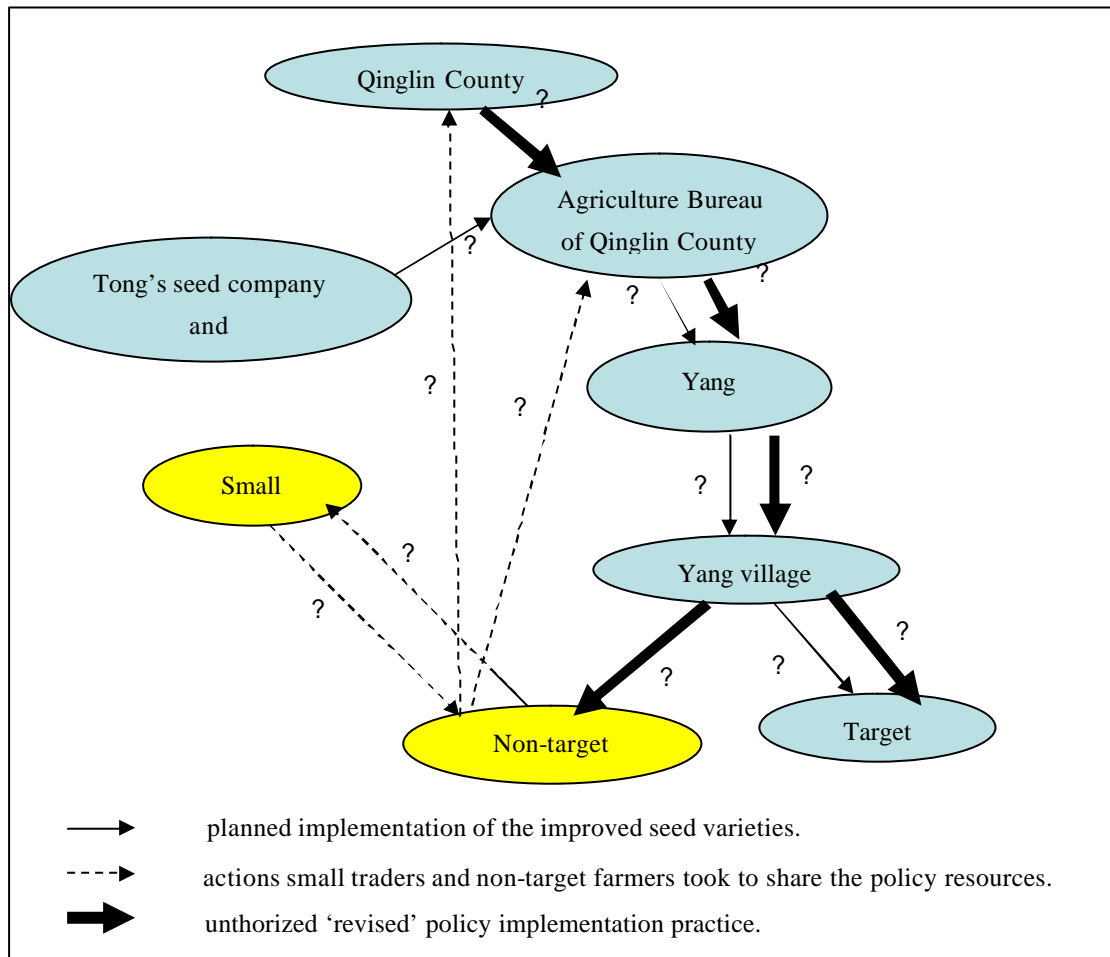 Qinglin County
?
Agriculture Bureau
of Qinglin County
?
?
?
Tong’s seed company
and
Yang
?
?
?
?
Small
?
Yang village
?
?
?
?
Target
Non-target
planned implementation of the improved seed varieties.
actions small traders and non-target farmers took to share the policy resources.
unthorized ‘revised’ policy implementation practice.